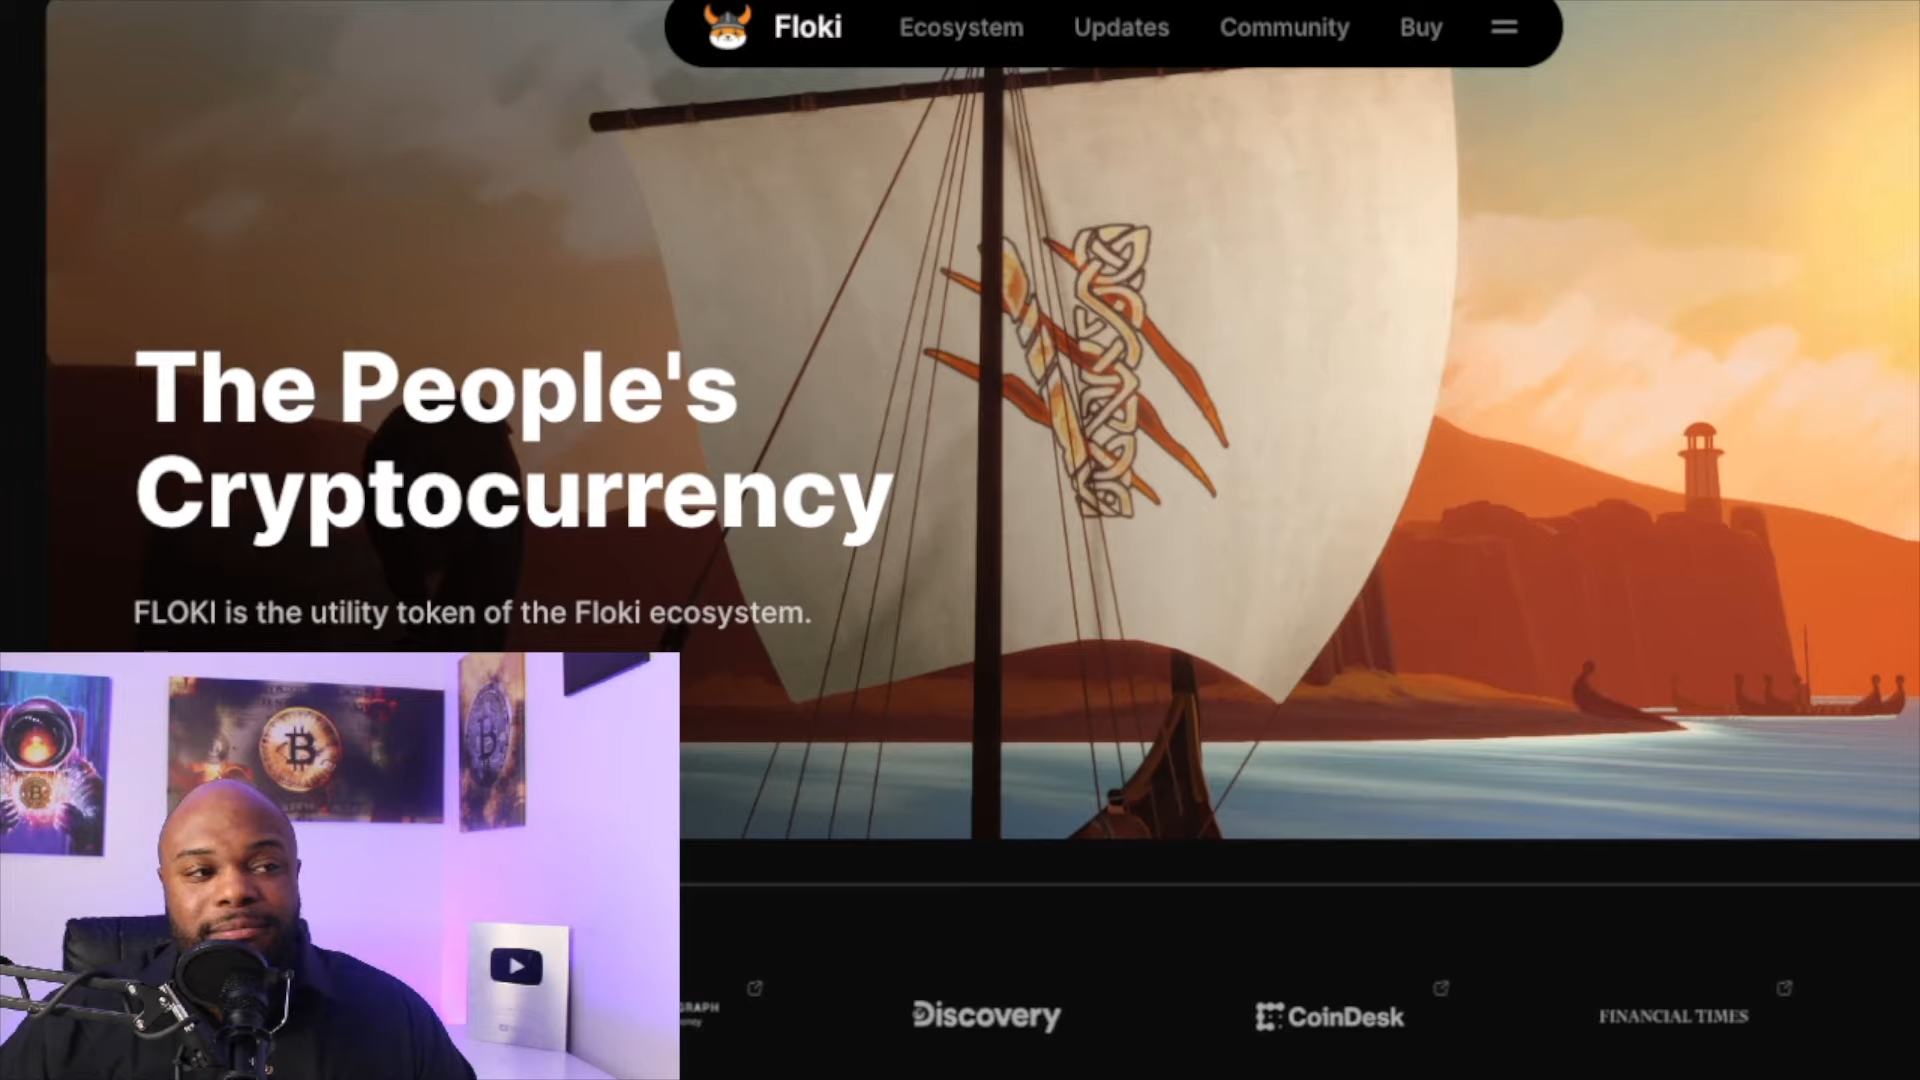 Floki Ecosystem Updates Community Buy
The People's
Cryptocurrency
FLOKI is the utility token of the Floki ecosystem.
GRAPH Discovery CoinDesk FINANCIAL TIMES